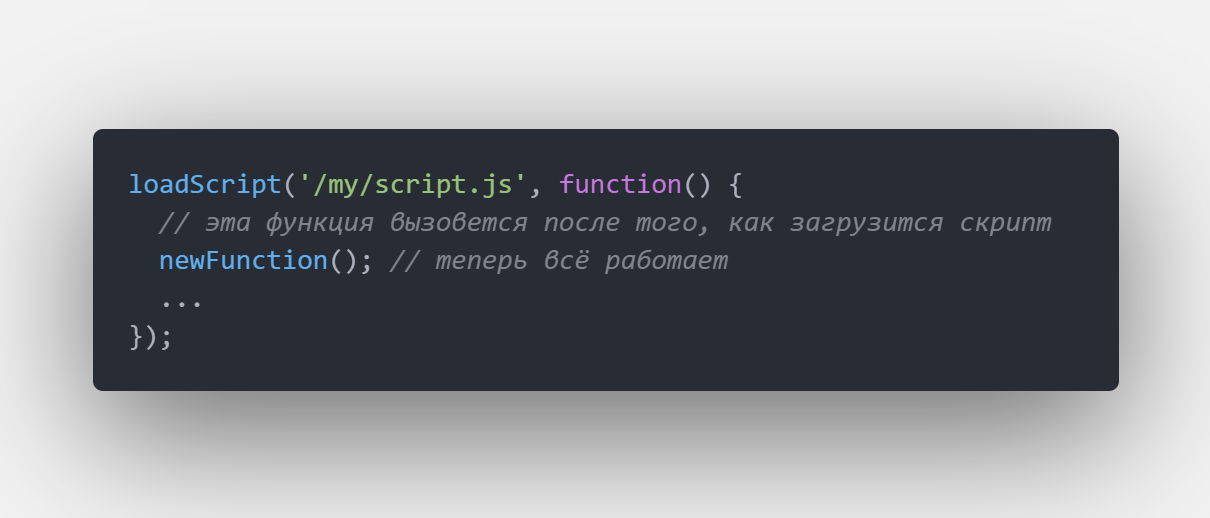 loadScript('/my/script.js', function() {
  // эта функция вызовется после того, как загрузится скрипт
  newFunction(); // теперь всё работает
  ...
});